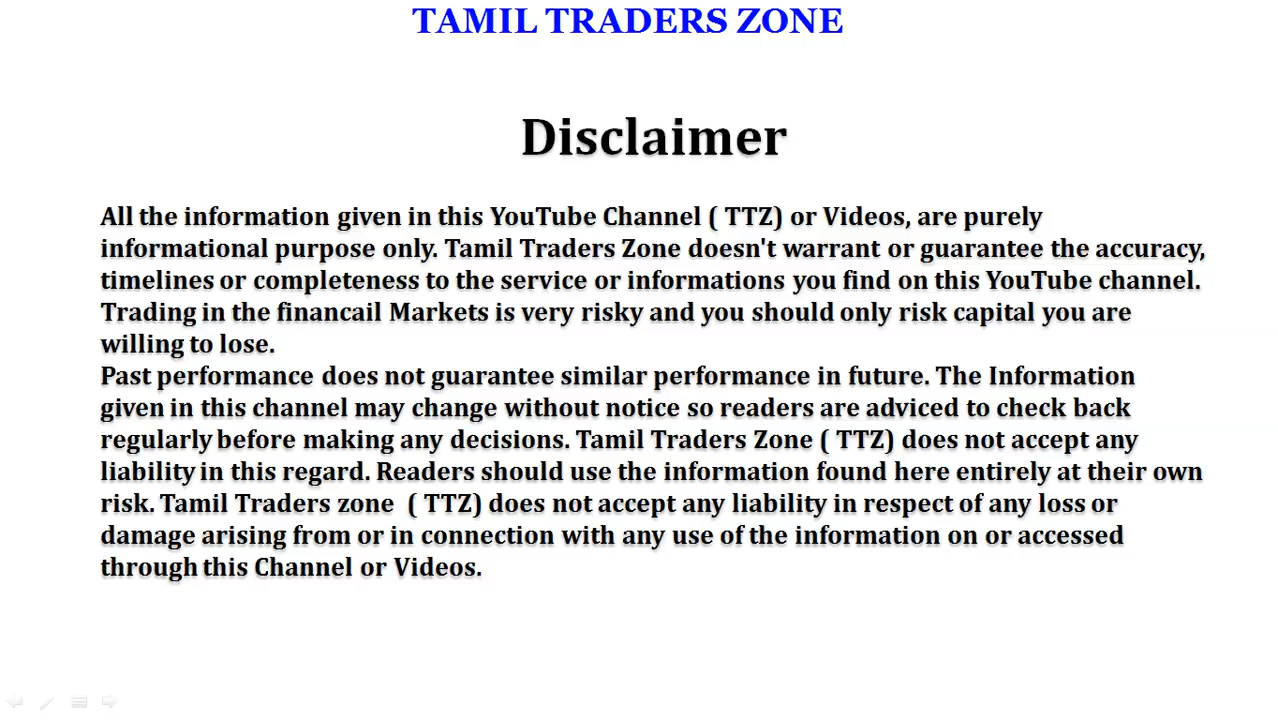 TAMIL TRADERS ZONE
Disclaimer
All the information given in this YouTube Channel ( TTZ) or Videos, are purely
informational purpose only. Tamil Traders Zone doesn't warrant or guarantee the accuracy,
timelines or completeness to the service or informations you find on this YouTube channel.
Trading in the financail Markets is very risky and you should only risk capital you are
willing to lose.
Past performance does not guarantee similar performance in future. The Information
given in this channel may change without notice so readers are adviced to check back
regularly before making any decisions. Tamil Traders Zone ( TTZ) does not accept any
liability in this regard. Readers should use the information found here entirely at their own
risk. Tamil Traders zone  ( TTZ) does not accept any liability in respect of any loss or
damage arising from or in connection with any use of the information on or accessed
through this Channel or Videos.